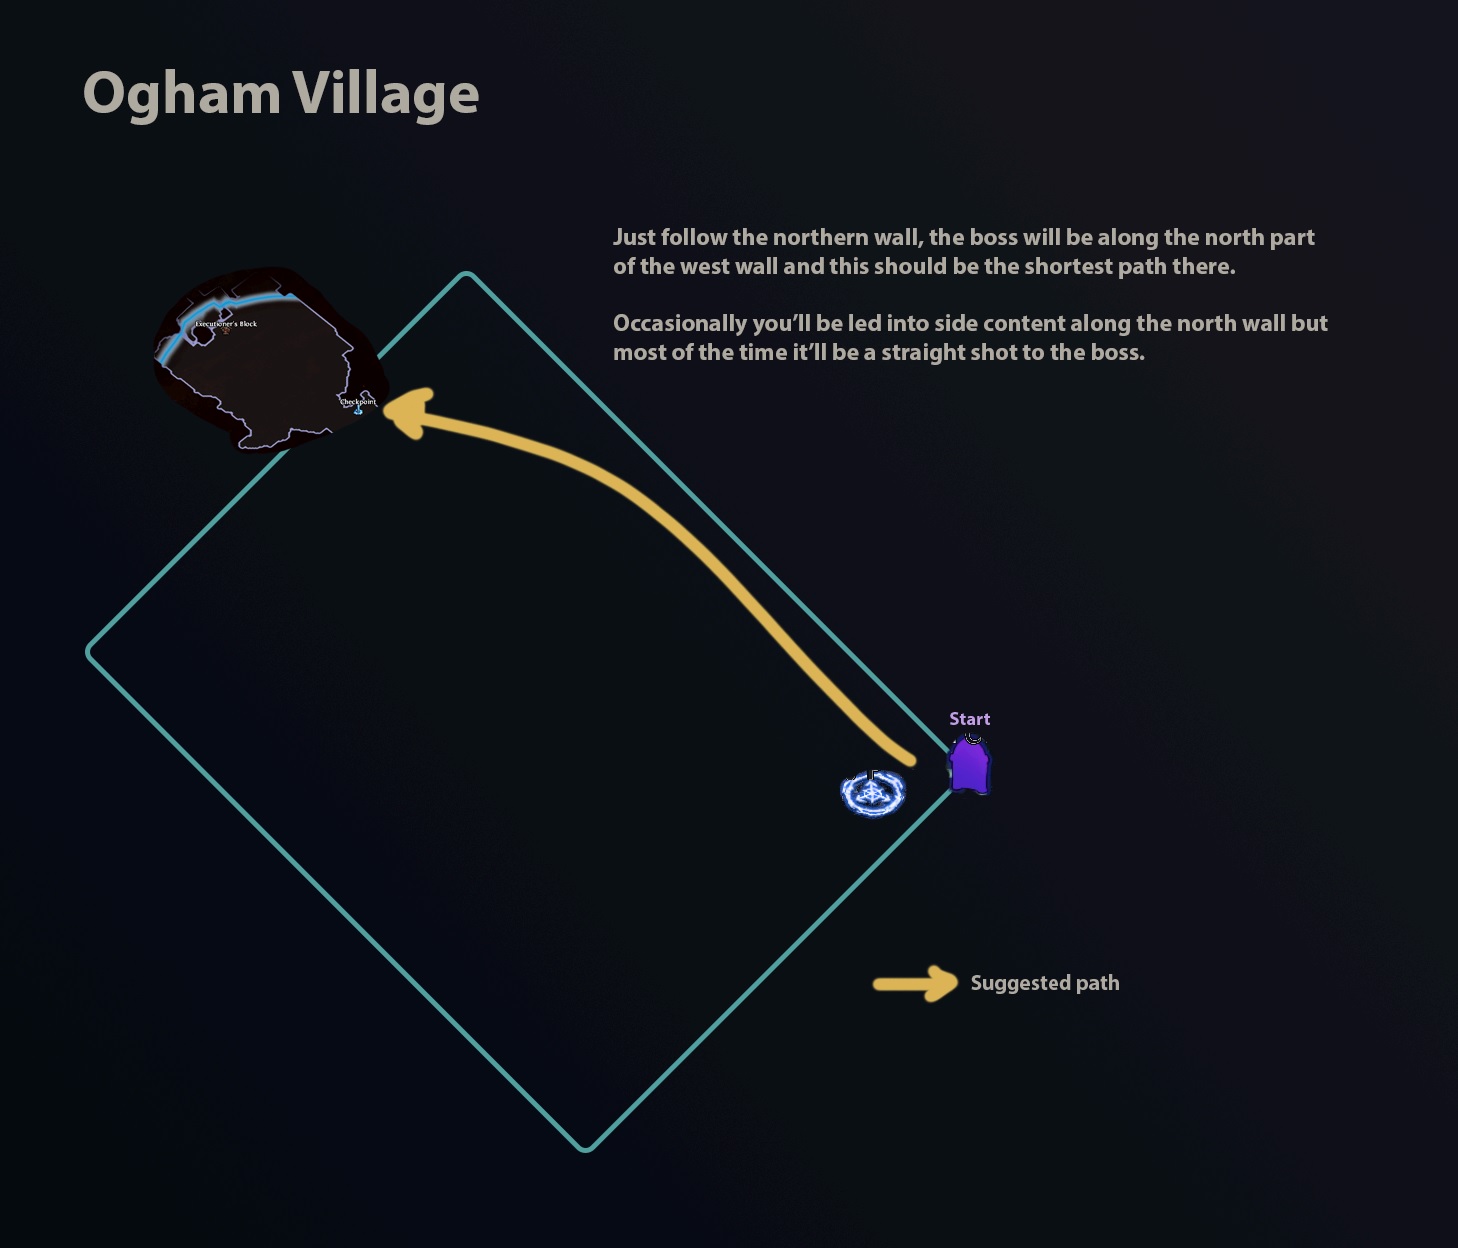 Ogham Village
Just follow the northern wall, the boss will be along the north part
of the west wall and this should be the shortest path there.
Occasionally you’ll be led into side content along the north wall but
most of the time it’ll be a straight shot to the boss.
Executioner's Block
Checkpoint
Start
Suggested path